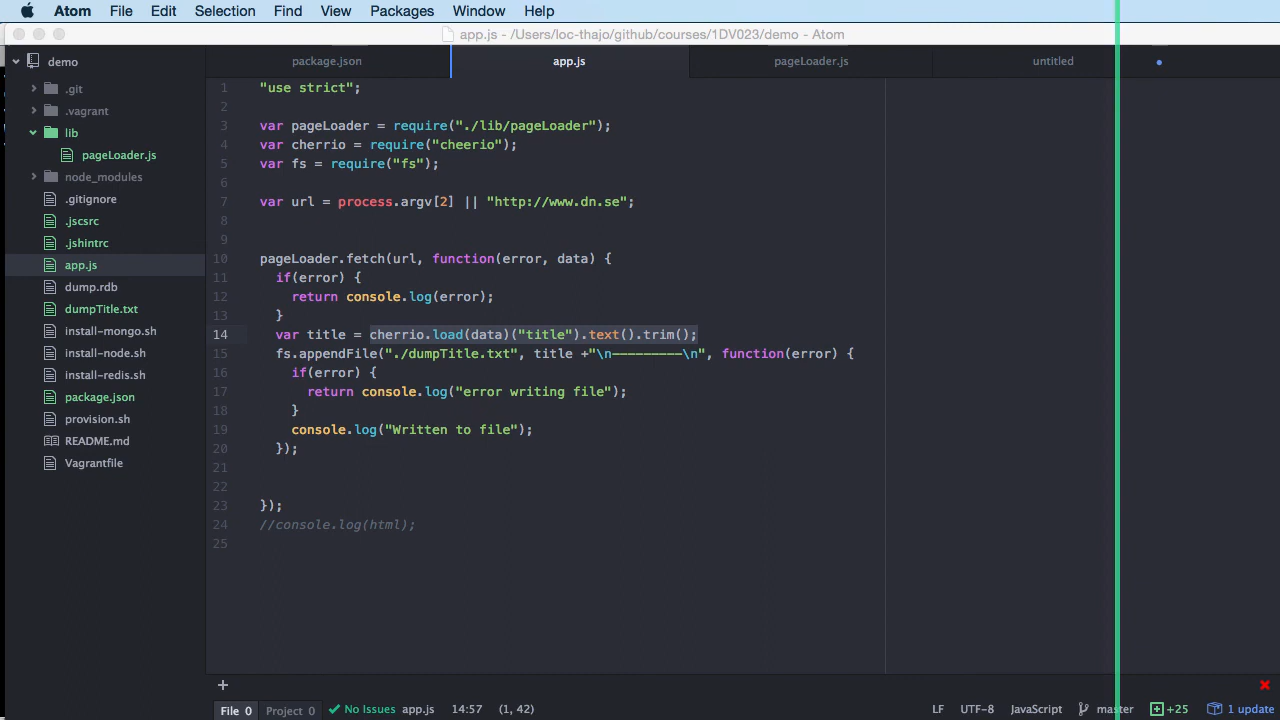 Atom File Edit Selection Find View Packages Window Help
app.js - /Users/loc-thajo/github/courses/1DV023/demo - Atom
demo
.git
.vagrant
lib
pageLoader.js
node_modules
.gitignore
.jscsrc
.jshintrc
app.js
dump.rdb
dumpTitle.txt
install-mongo.sh
install-node.sh
install-redis.sh
package.json
provision.sh
README.md
Vagrantfile
package.json app.js pageLoader.js untitled
1 "use strict";
2
3 var pageLoader = require("./lib/pageLoader");
4 var cherrio = require("cheerio");
5 var fs = require("fs");
6
7 var url = process.argv[2] || "http://www.dn.se";
8
9
10 pageLoader.fetch(url, function(error, data) {
11 if(error) {
12 return console.log(error);
13 }
14 var title = cherrio.load(data)("title").text().trim();
15 fs.appendFile("./dumpTitle.txt", title +"\n---------\n", function(error) {
16 if(error) {
17 return console.log("error writing file");
18 }
19 console.log("Written to file");
20 });
21
22
23 });
24 //console.log(html);
25
+
File 0 Project 0 No Issues app.js 14:57 (1, 42) LF UTF-8 JavaScript master +25 1 update